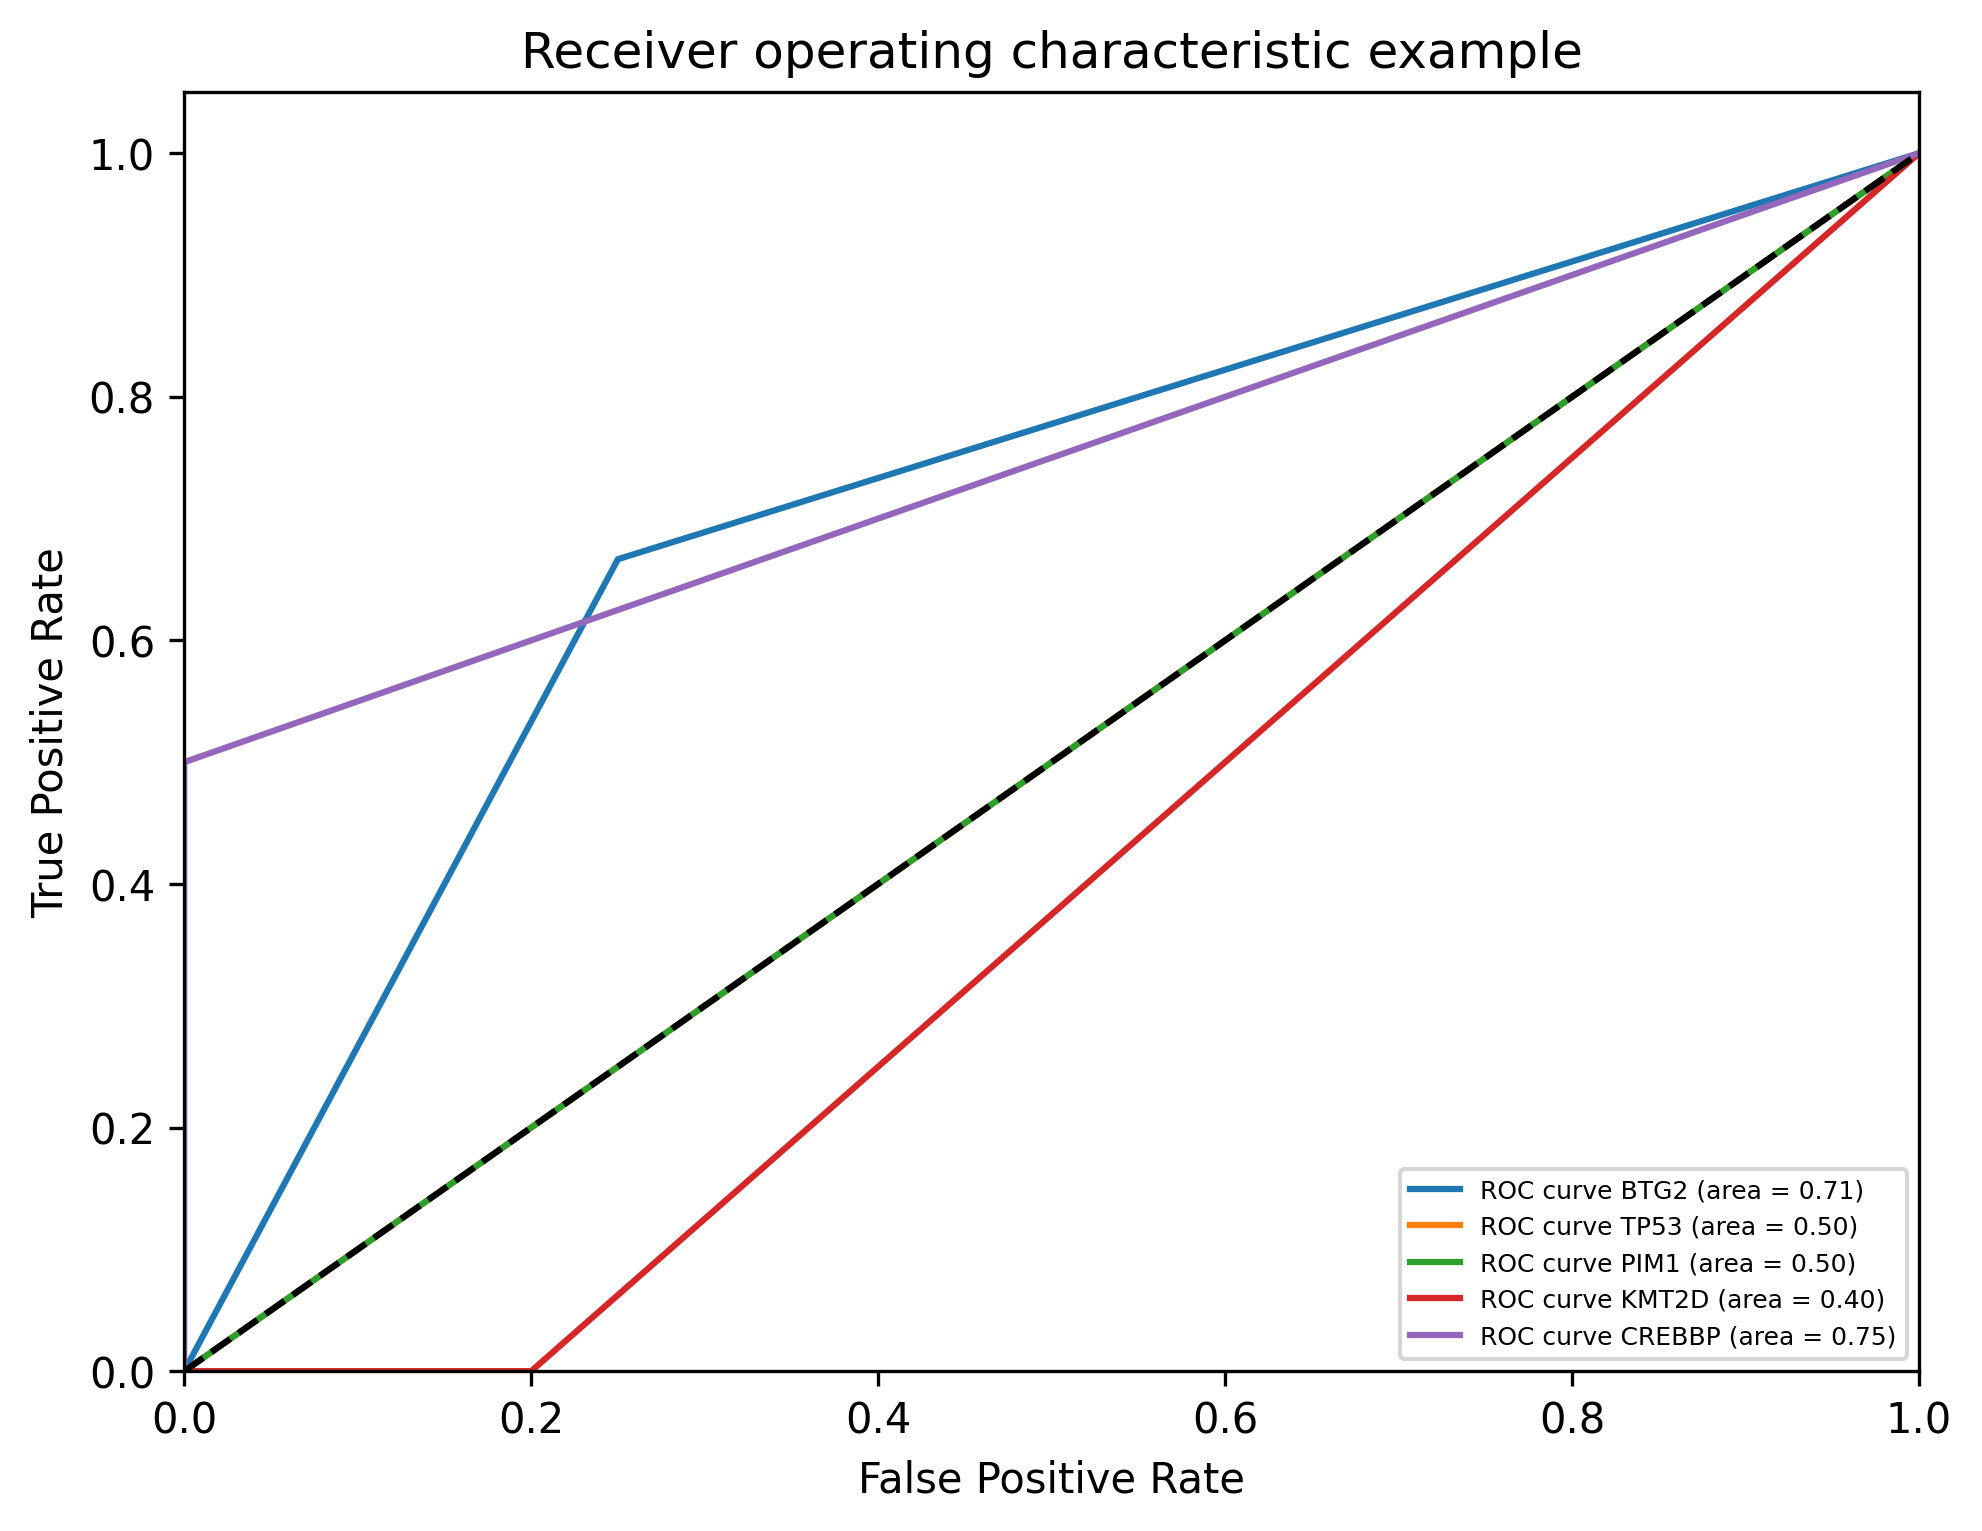 Receiver operating characteristic example
1.0
0.8
0.6
0.4
0.2
0.0
True Positive Rate
0.0 0.2 0.4 0.6 0.8 1.0
False Positive Rate
ROC curve BTG2 (area = 0.71)
ROC curve TP53 (area = 0.50)
ROC curve PIM1 (area = 0.50)
ROC curve KMT2D (area = 0.40)
ROC curve CREBBP (area = 0.75)